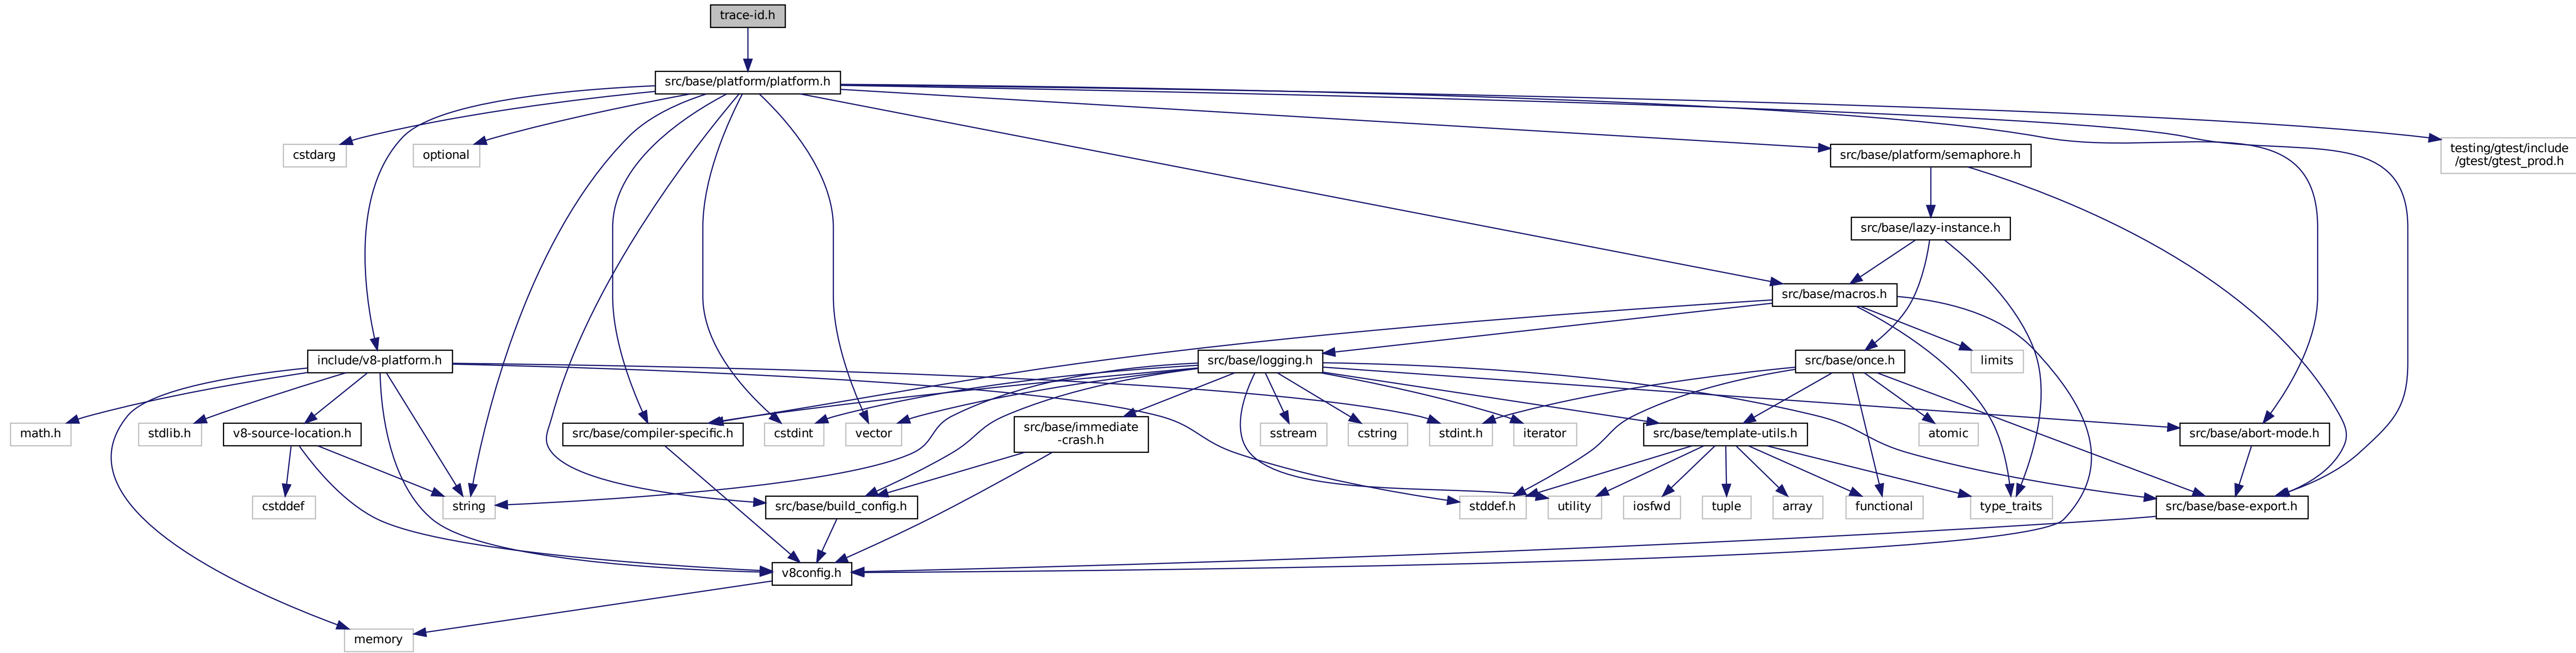 trace-id.h
src/base/platform/platform.h
cstdarg
optional
src/base/platform/semaphore.h
testing/gtest/include
/gtest/gtest_prod.h
src/base/lazy-instance.h
src/base/macros.h
include/v8-platform.h
src/base/logging.h
src/base/once.h
limits
math.h
stdlib.h
v8-source-location.h
src/base/compiler-specific.h
cstdint
vector
src/base/immediate
-crash.h
sstream
cstring
stdint.h
iterator
src/base/template-utils.h
atomic
src/base/abort-mode.h
cstddef
string
src/base/build_config.h
stddef.h
utility
iosfwd
tuple
array
functional
type_traits
src/base/base-export.h
v8config.h
memory